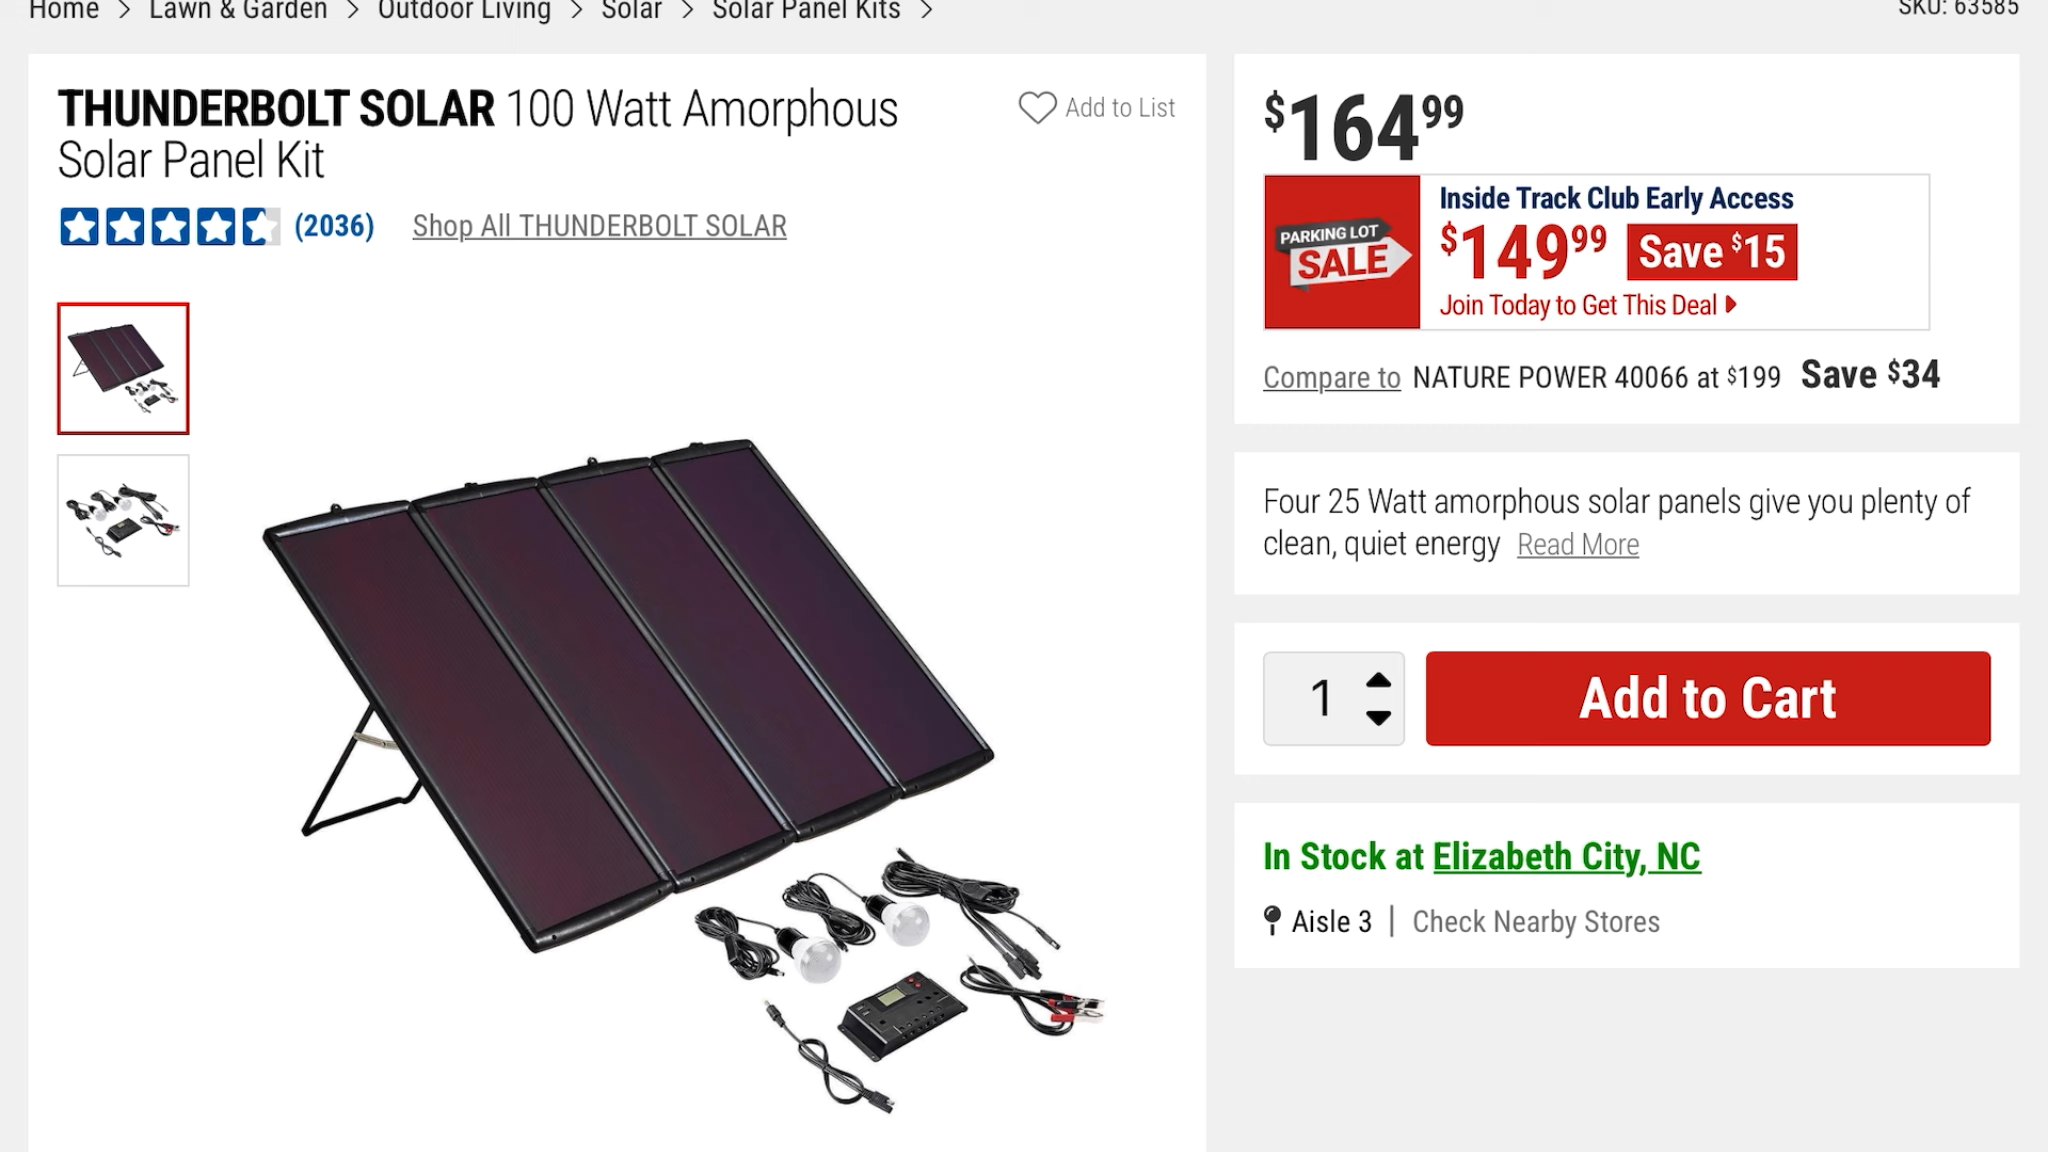 Home > Lawn & Garden > Outdoor Living > Solar > Solar Panel Kits >
SKU: 63585
THUNDERBOLT SOLAR 100 Watt Amorphous
Solar Panel Kit
Add to List
(2036)
Shop All THUNDERBOLT SOLAR
$164.99
PARKING LOT
SALE
Inside Track Club Early Access
$149.99 Save $15
Join Today to Get This Deal
Compare to NATURE POWER 40066 at $199 Save $34
Four 25 Watt amorphous solar panels give you plenty of
clean, quiet energy Read More
1
Add to Cart
In Stock at Elizabeth City, NC
Aisle 3 | Check Nearby Stores